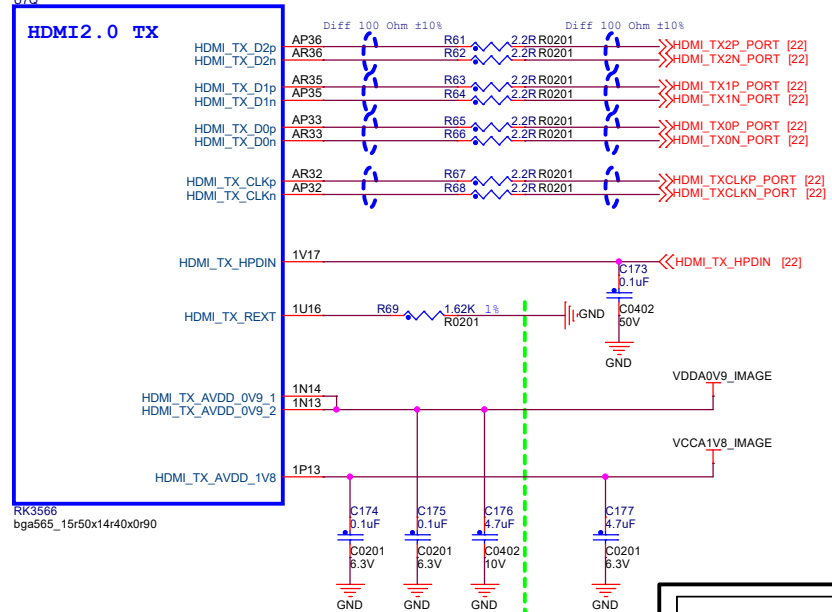 HDMI2.0 TX
Diff 100 Ohm ±10% Diff 100 Ohm ±10%
HDMI_TX_D2p AP36 R61 2.2R R0201 HDMI_TX2P_PORT [22]
HDMI_TX_D2n AR36 R62 2.2R R0201 HDMI_TX2N_PORT [22]
HDMI_TX_D1p AR35 R63 2.2R R0201 HDMI_TX1P_PORT [22]
HDMI_TX_D1n AP35 R64 2.2R R0201 HDMI_TX1N_PORT [22]
HDMI_TX_D0p AP33 R65 2.2R R0201 HDMI_TX0P_PORT [22]
HDMI_TX_D0n AR33 R66 2.2R R0201 HDMI_TX0N_PORT [22]
HDMI_TX_CLKp AR32 R67 2.2R R0201 HDMI_TXCLKP_PORT [22]
HDMI_TX_CLKn AP32 R68 2.2R R0201 HDMI_TXCLKN_PORT [22]
HDMI_TX_HPDIN 1V17 HDMI_TX_HPDIN [22]
C173
0.1uF
C0402
50V
GND
HDMI_TX_REXT 1U16 R69 1.62K 1% GND
R0201
VDDA0V9_IMAGE
HDMI_TX_AVDD_0V9_1 1N14
HDMI_TX_AVDD_0V9_2 1N13
VCCA1V8_IMAGE
HDMI_TX_AVDD_1V8 1P13
RK3566
bga565_15r50x14r40x0r90
C174 C175 C176 C177
0.1uF 0.1uF 4.7uF 4.7uF
C0201 C0201 C0402 C0201
6.3V 6.3V 10V 6.3V
GND GND GND GND